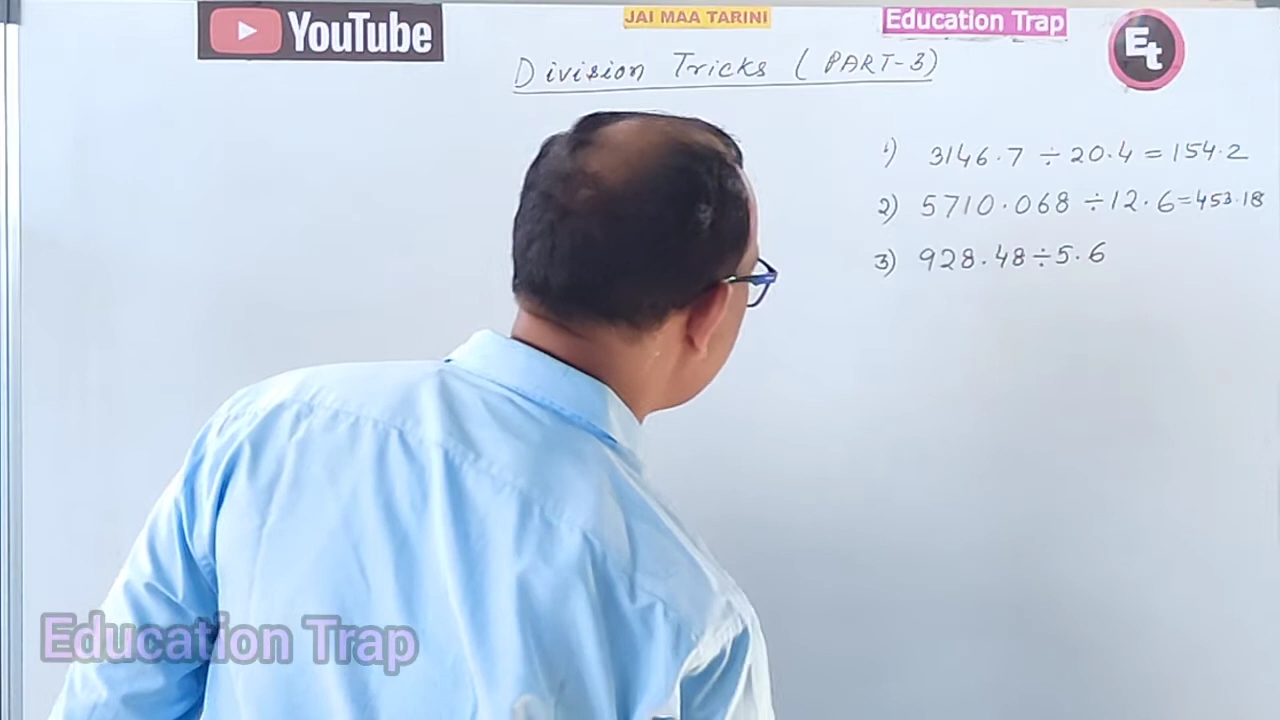 YouTube
JAI MAA TARINI
Education Trap
Et
Division Tricks (PART-3)
1) 3146.7 ÷ 20.4 = 154.2
2) 5710.068 ÷ 12.6 = 453.18
3) 928.48 ÷ 5.6
Education Trap